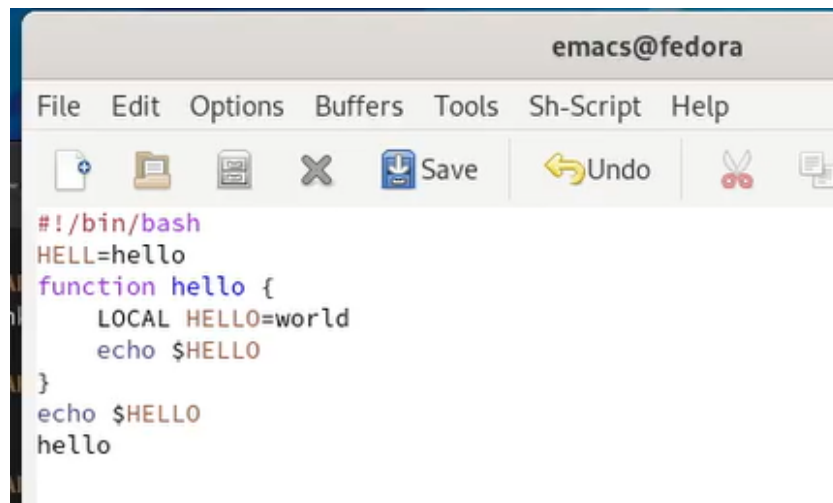 emacs@fedora
File Edit Options Buffers Tools Sh-Script Help
Save Undo
#!/bin/bash
HELL=hello
function hello {
    LOCAL HELLO=world
    echo $HELLO
}
echo $HELLO
hello